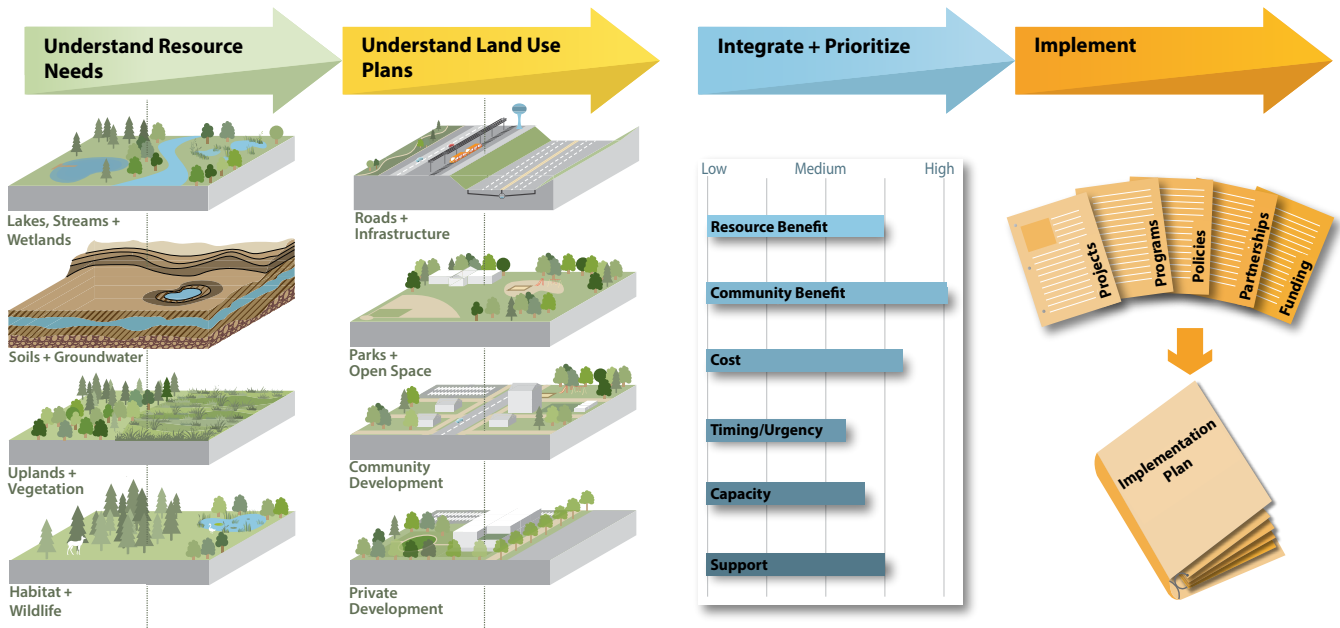 Understand Resource
Needs
Understand Land Use
Plans
Integrate + Prioritize
Implement
Lakes, Streams +
Wetlands
Soils + Groundwater
Uplands +
Vegetation
Habitat +
Wildlife
Roads +
Infrastructure
Parks +
Open Space
Community
Development
Private
Development
Low
Medium
High
Resource Benefit
Community Benefit
Cost
Timing/Urgency
Capacity
Support
Projects
Programs
Policies
Partnerships
Funding
Implementation
Plan